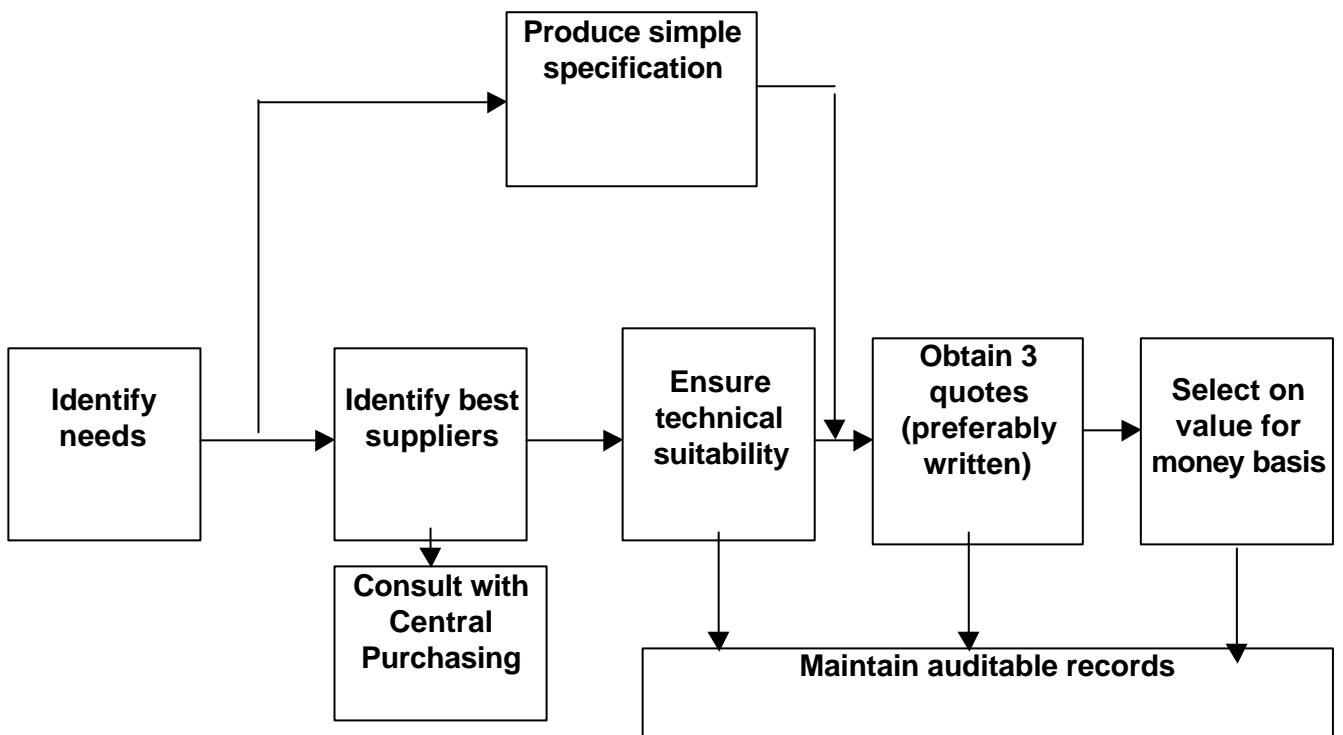 Produce simple
specification
Identify
needs
Identify best
suppliers
Ensure
technical
suitability
Obtain 3
quotes
(preferably
written)
Select on
value for
money basis
Consult with
Central
Purchasing
Maintain auditable records